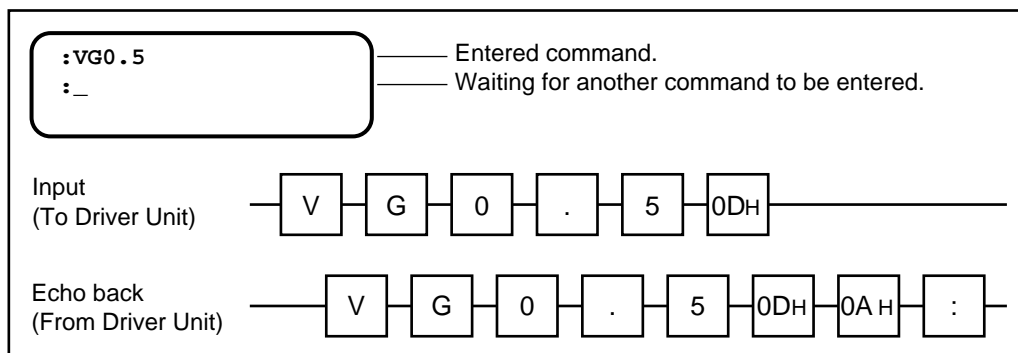 :VG0.5
:_
Entered command.
Waiting for another command to be entered.
Input
(To Driver Unit)
V G 0 . 5 0DH
Echo back
(From Driver Unit)
V G 0 . 5 0DH 0AH :